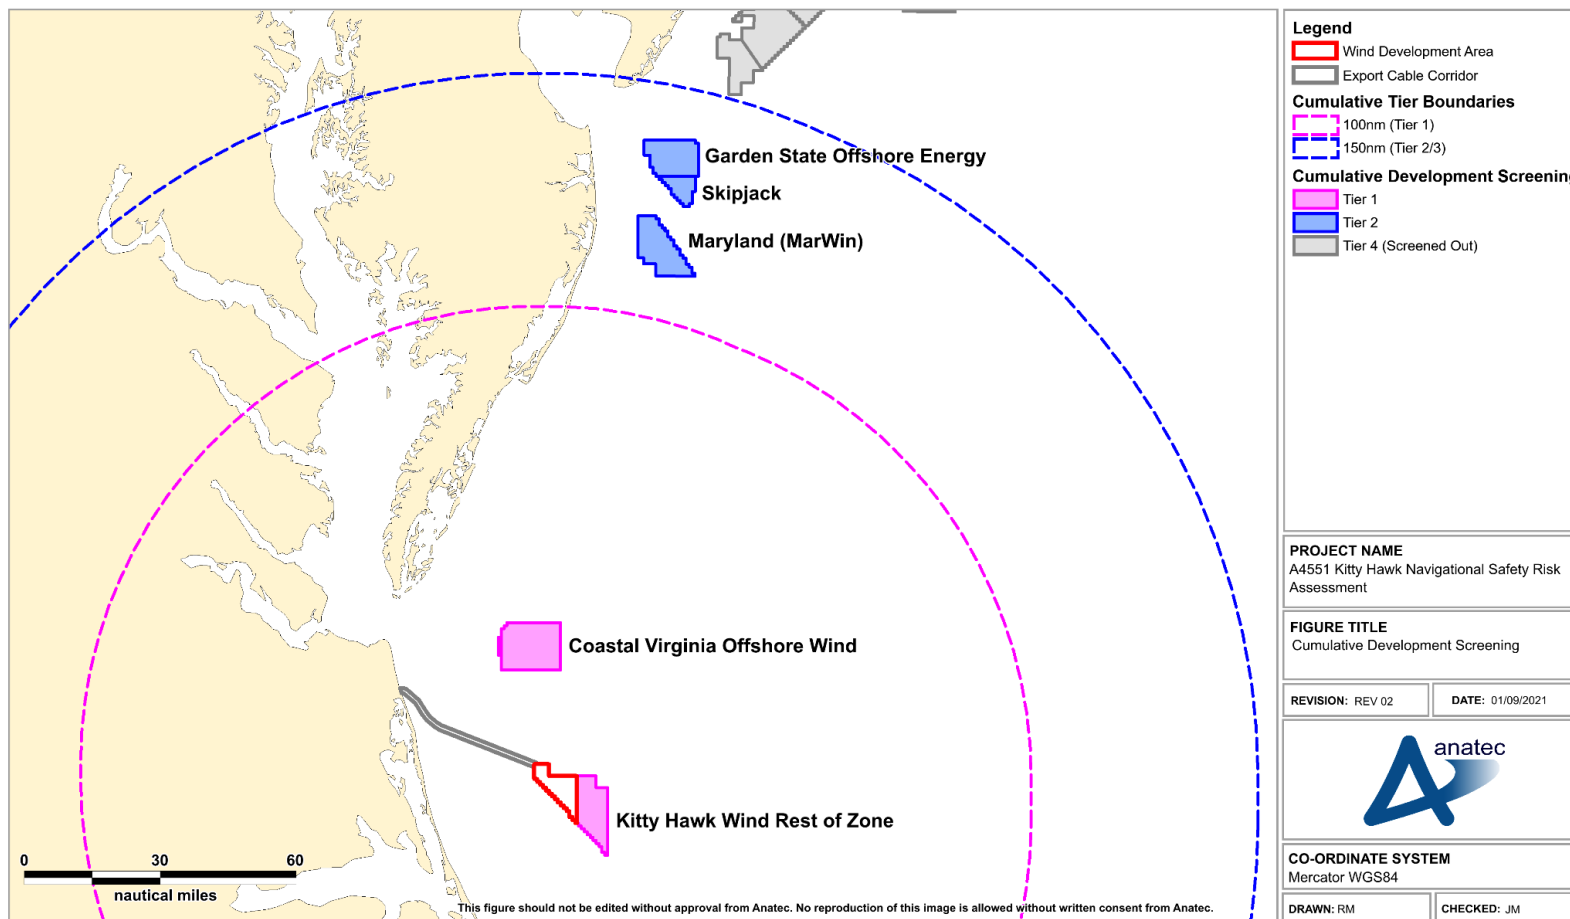 Garden State Offshore Energy
Skipjack
Maryland (MarWin)
Coastal Virginia Offshore Wind
Kitty Hawk Wind Rest of Zone
0 30 60
nautical miles
This figure should not be edited without approval from Anatec. No reproduction of this image is allowed without written consent from Anatec.
Legend
Wind Development Area
Export Cable Corridor
Cumulative Tier Boundaries
100nm (Tier 1)
150nm (Tier 2/3)
Cumulative Development Screening
Tier 1
Tier 2
Tier 4 (Screened Out)
PROJECT NAME
A4551 Kitty Hawk Navigational Safety Risk
Assessment
FIGURE TITLE
Cumulative Development Screening
REVISION: REV 02
DATE: 01/09/2021
anatec
CO-ORDINATE SYSTEM
Mercator WGS84
DRAWN: RM
CHECKED: JM